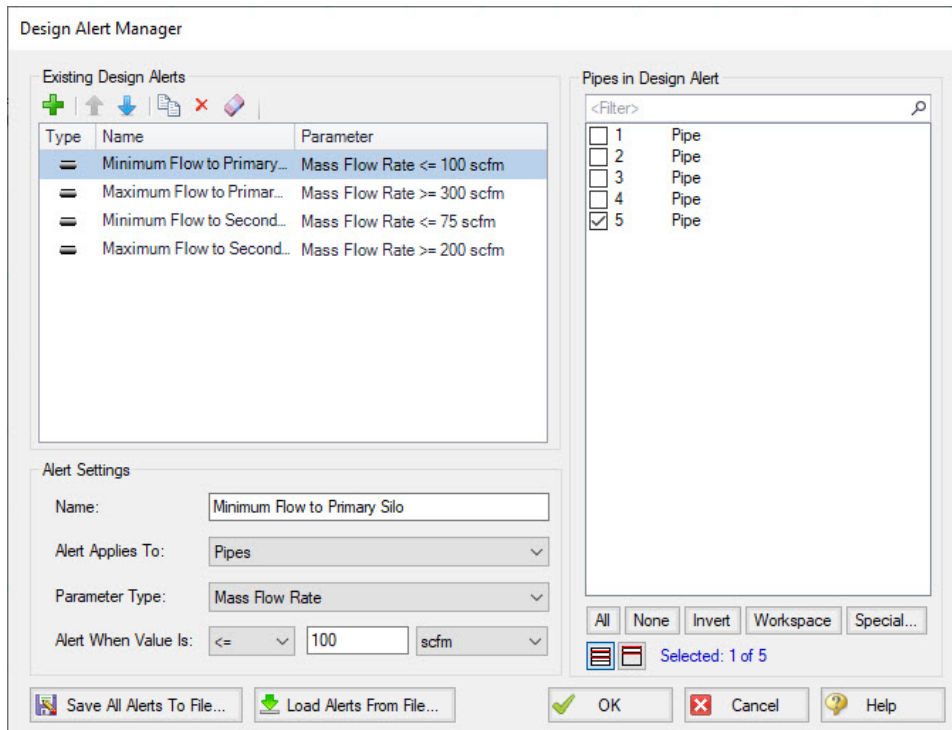 Design Alert Manager
Existing Design Alerts
Type Name Parameter
Minimum Flow to Primary... Mass Flow Rate <= 100 scfm
Maximum Flow to Primar... Mass Flow Rate >= 300 scfm
Minimum Flow to Second... Mass Flow Rate <= 75 scfm
Maximum Flow to Second... Mass Flow Rate >= 200 scfm
Alert Settings
Name: Minimum Flow to Primary Silo
Alert Applies To: Pipes
Parameter Type: Mass Flow Rate
Alert When Value Is: <= 100 scfm
Pipes in Design Alert
<Filter>
1 Pipe
2 Pipe
3 Pipe
4 Pipe
5 Pipe
All None Invert Workspace Special...
Selected: 1 of 5
Save All Alerts To File... Load Alerts From File... OK Cancel Help